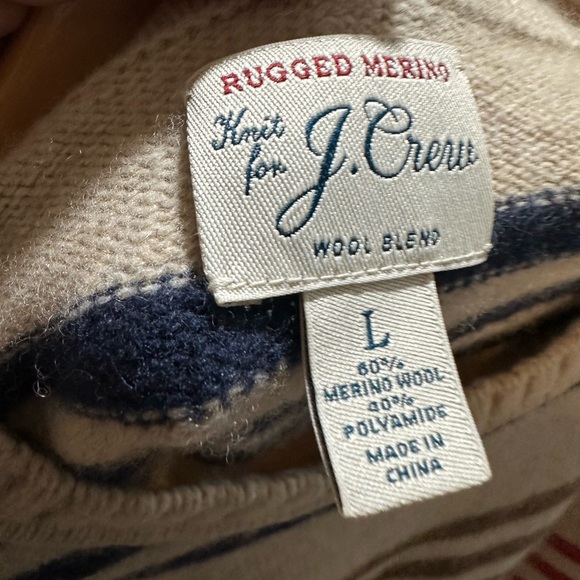 RUGGED MERINO
Knit
for
J.Crew
WOOL BLEND
L
60%
MERINO WOOL
40%
POLYAMIDE
MADE IN
CHINA